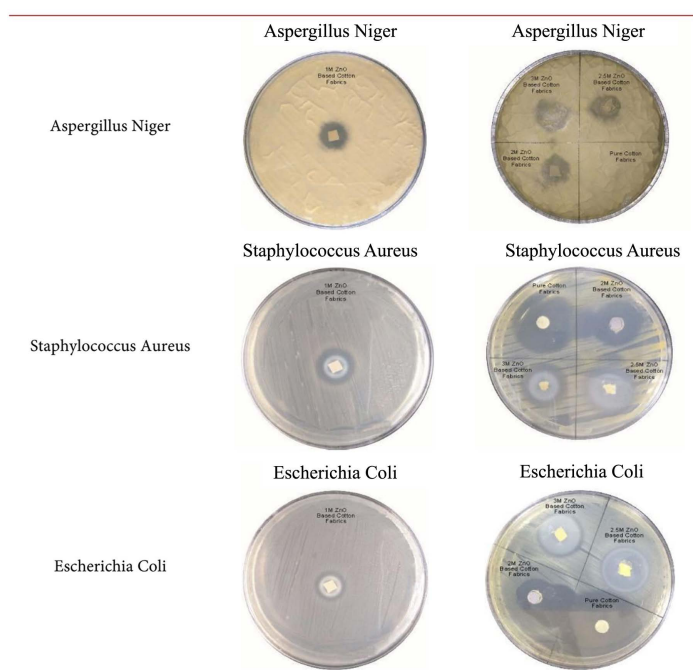 Aspergillus Niger
Aspergillus Niger
Aspergillus Niger
1M ZnO
Based Cotton
Fabrics
3M ZnO
Based Cotton
Fabrics
2.5M ZnO
Based Cotton
Fabrics
2M ZnO
Based Cotton
Fabrics
Pure Cotton
Fabrics
Staphylococcus Aureus
Staphylococcus Aureus
Staphylococcus Aureus
1M ZnO
Based Cotton
Fabrics
Pure Cotton
Fabrics
2M ZnO
Based Cotton
Fabrics
3M ZnO
Based Cotton
Fabrics
2.5M ZnO
Based Cotton
Fabrics
Escherichia Coli
Escherichia Coli
Escherichia Coli
1M ZnO
Based Cotton
Fabrics
3M ZnO
Based Cotton
Fabrics
2.5M ZnO
Based Cotton
Fabrics
2M ZnO
Based Cotton
Fabrics
Pure Cotton
Fabrics